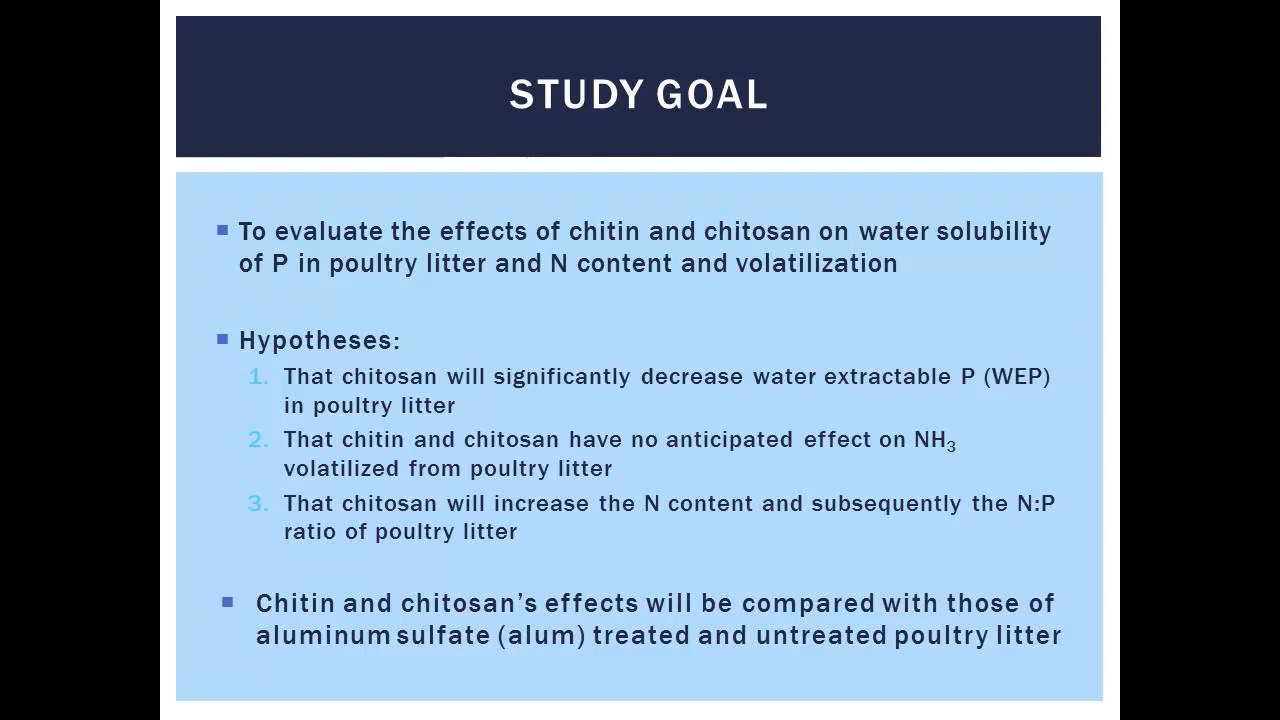 STUDY GOAL
▪ To evaluate the effects of chitin and chitosan on water solubility
of P in poultry litter and N content and volatilization
▪ Hypotheses:
1. That chitosan will significantly decrease water extractable P (WEP)
in poultry litter
2. That chitin and chitosan have no anticipated effect on NH₃
volatilized from poultry litter
3. That chitosan will increase the N content and subsequently the N:P
ratio of poultry litter
▪ Chitin and chitosan’s effects will be compared with those of
aluminum sulfate (alum) treated and untreated poultry litter